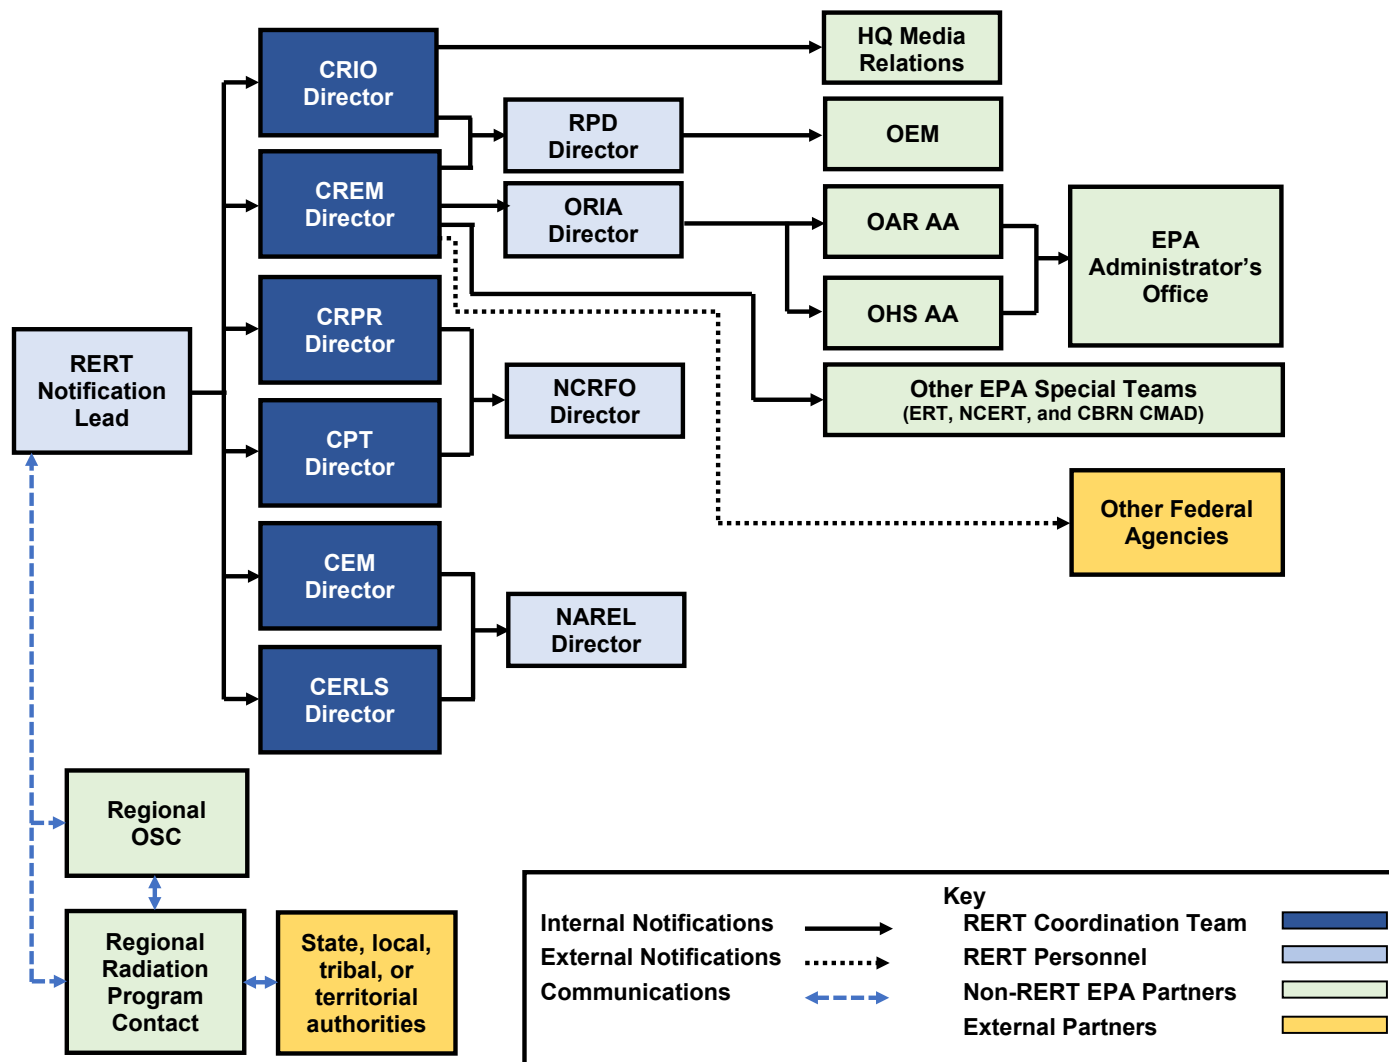 CRIO
Director
HQ Media
Relations
RPD
Director
OEM
CREM
Director
ORIA
Director
OAR AA
EPA
Administrator’s
Office
OHS AA
CRPR
Director
RERT
Notification
Lead
NCRFO
Director
Other EPA Special Teams
(ERT, NCERT, and CBRN CMAD)
CPT
Director
Other Federal
Agencies
CEM
Director
NAREL
Director
CERLS
Director
Regional
OSC
Regional
Radiation
Program
Contact
State, local,
tribal, or
territorial
authorities
Key
Internal Notifications
External Notifications
Communications
RERT Coordination Team
RERT Personnel
Non-RERT EPA Partners
External Partners